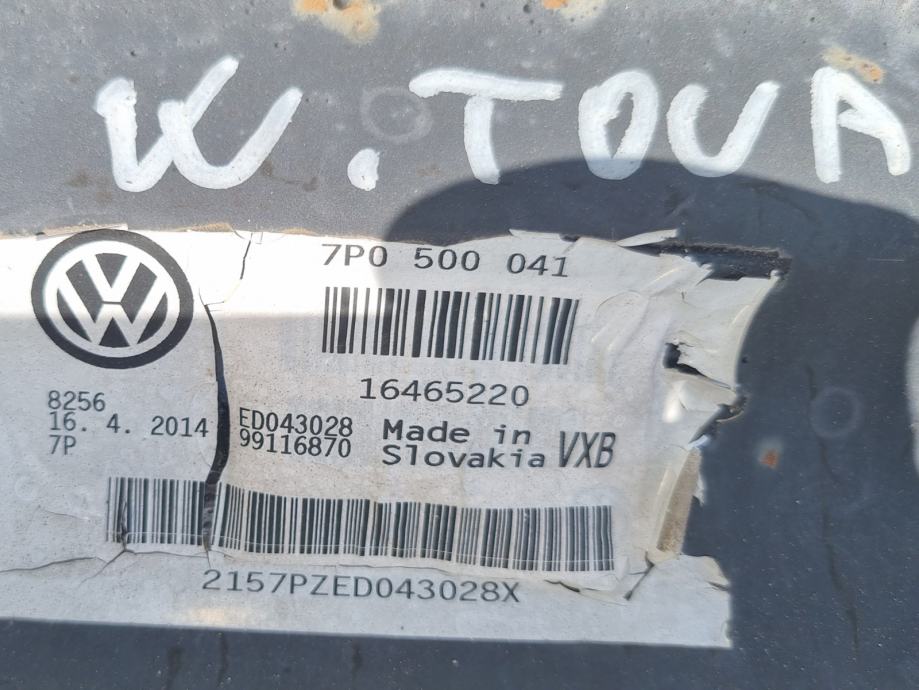 W. TOUA
7P0 500 041
16465220
8256
16. 4. 2014
7P
ED043028
99116870
Made in
Slovakia VXB
2157PZED043028X